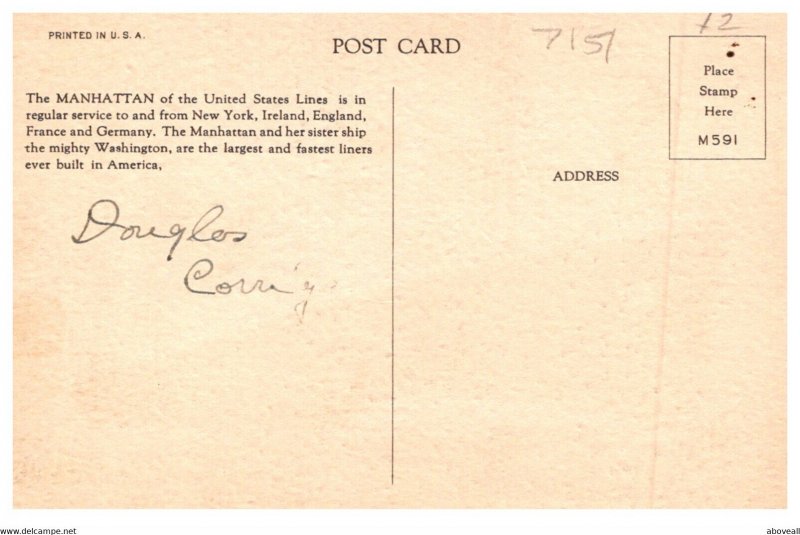 PRINTED IN U. S. A.
POST CARD
7151
12
Place
Stamp
Here
M591
The MANHATTAN of the United States Lines is in
regular service to and from New York, Ireland, England,
France and Germany. The Manhattan and her sister ship
the mighty Washington, are the largest and fastest liners
ever built in America,
ADDRESS
Douglas
www.hippostcard.com
aboveall